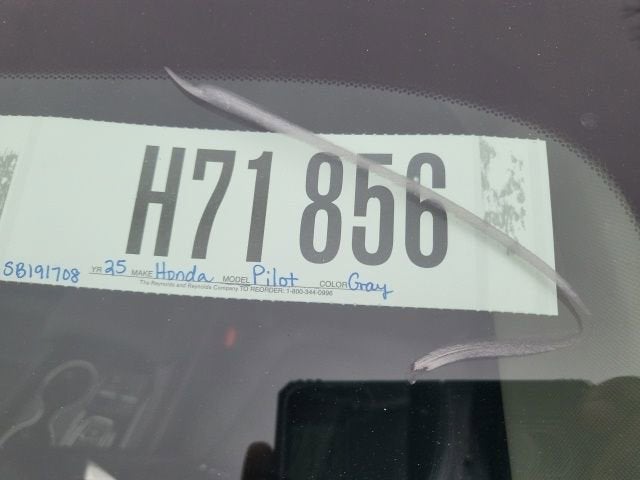 H71 856
SB191708 YR 25 MAKE Honda MODEL Pilot COLOR Gray
The Reynolds and Reynolds Company TO REORDER: 1-800-344-0996